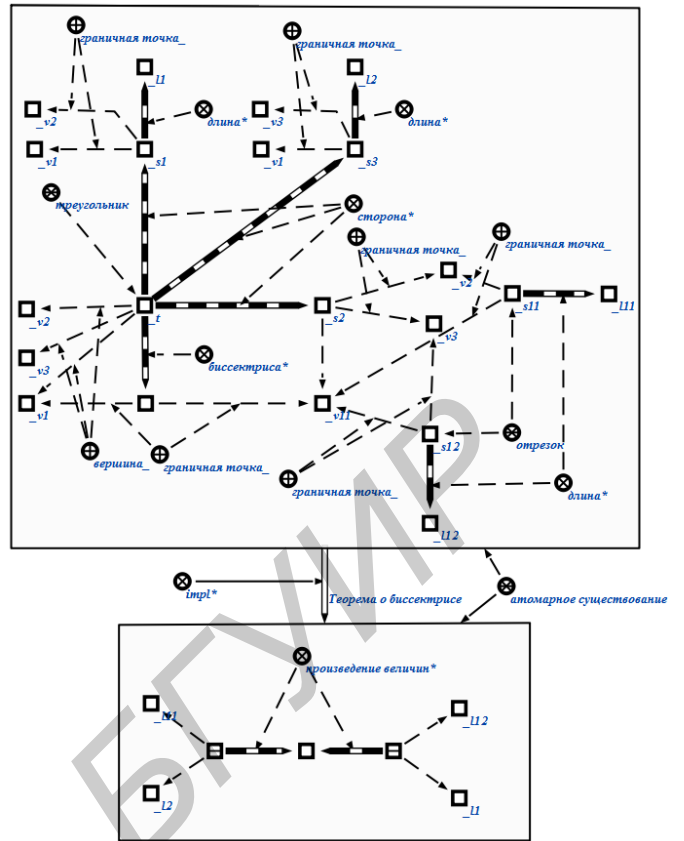 граничная точка_
граничная точка_
_l1
_l2
_v2
длина*
_v3
длина*
_v1
_s1
_v1
_s3
треугольник
сторона*
граничная точка_
граничная точка_
_v2
_s11
_l11
_v2
_t
_s2
_v3
_v3
биссектриса*
_v1
_v11
_s12
отрезок
вершина_
граничная точка_
граничная точка_
длина*
_l12
impl*
Теорема о биссектрисе
атомарное существование
произведение величин*
_l11
_l12
_l2
_l1
БГУИР